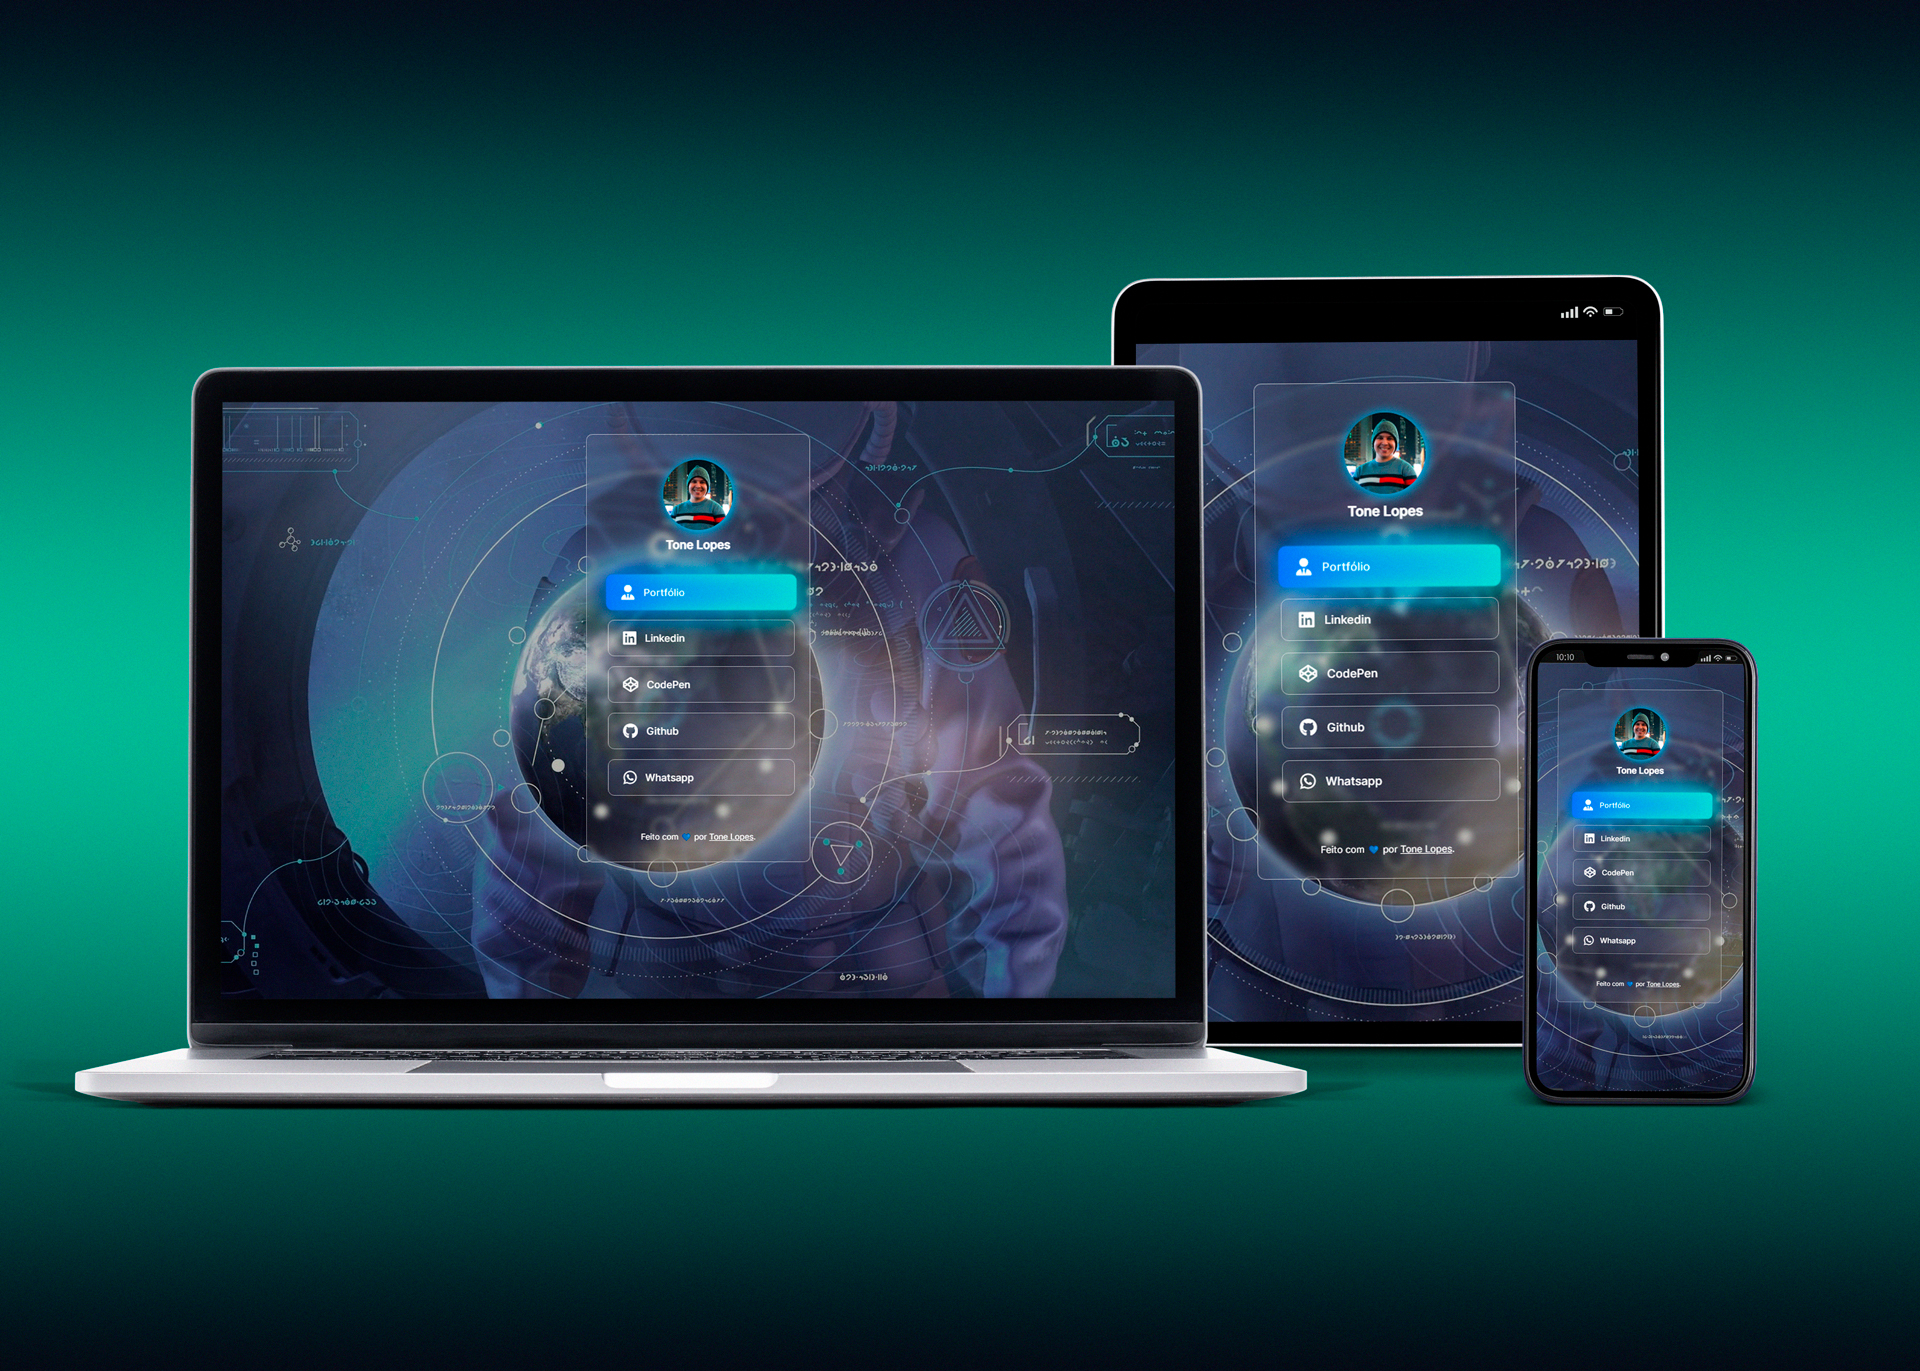 Tone Lopes
Portfólio
Linkedin
CodePen
Github
Whatsapp
Feito com 💙 por Tone Lopes.
Tone Lopes
Portfólio
Linkedin
CodePen
Github
Whatsapp
Feito com 💙 por Tone Lopes.
10:10
Tone Lopes
Portfólio
Linkedin
CodePen
Github
Whatsapp
Feito com 💙 por Tone Lopes.